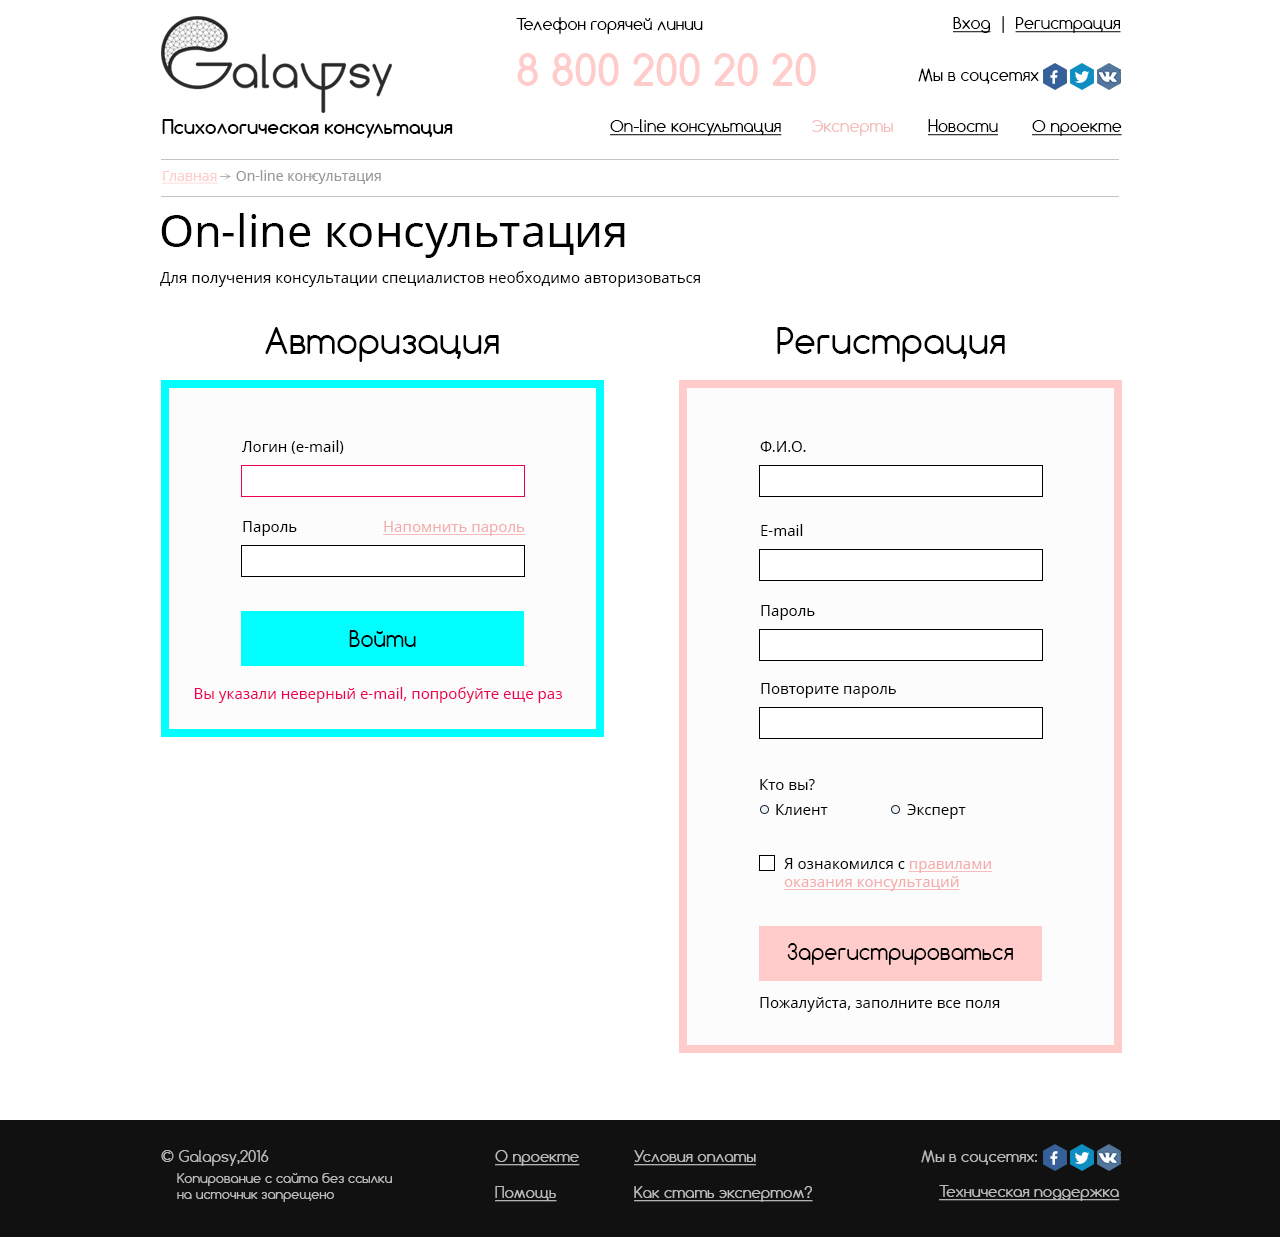 Galaψsy
Психологическая консультация
Телефон горячей линии
8 800 200 20 20
Вход | Регистрация
Мы в соцсетях
On-line консультация Эксперты Новости О проекте
Главная → On-line консультация
On-line консультация
Для получения консультации специалистов необходимо авторизоваться
Авторизация
Логин (e-mail)
Пароль Напомнить пароль
Войти
Вы указали неверный e-mail, попробуйте еще раз
Регистрация
Ф.И.О.
E-mail
Пароль
Повторите пароль
Кто вы?
Клиент Эксперт
Я ознакомился с правилами
оказания консультаций
Зарегистрироваться
Пожалуйста, заполните все поля
© Galapsy,2016
Копирование с сайта без ссылки
на источник запрещено
О проекте
Помощь
Условия оплаты
Как стать экспертом?
Мы в соцсетях:
Техническая поддержка